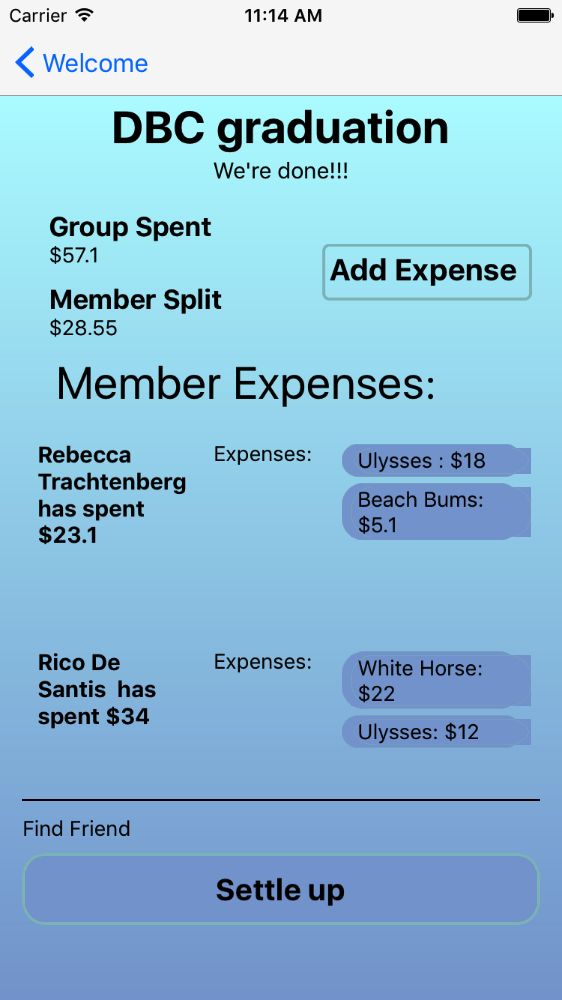 Carrier
11:14 AM
Welcome
DBC graduation
We're done!!!
Group Spent
$57.1
Add Expense
Member Split
$28.55
Member Expenses:
Rebecca
Trachtenberg
has spent
$23.1
Expenses:
Ulysses : $18
Beach Bums:
$5.1
Rico De
Santis  has
spent $34
Expenses:
White Horse:
$22
Ulysses: $12
Find Friend
Settle up